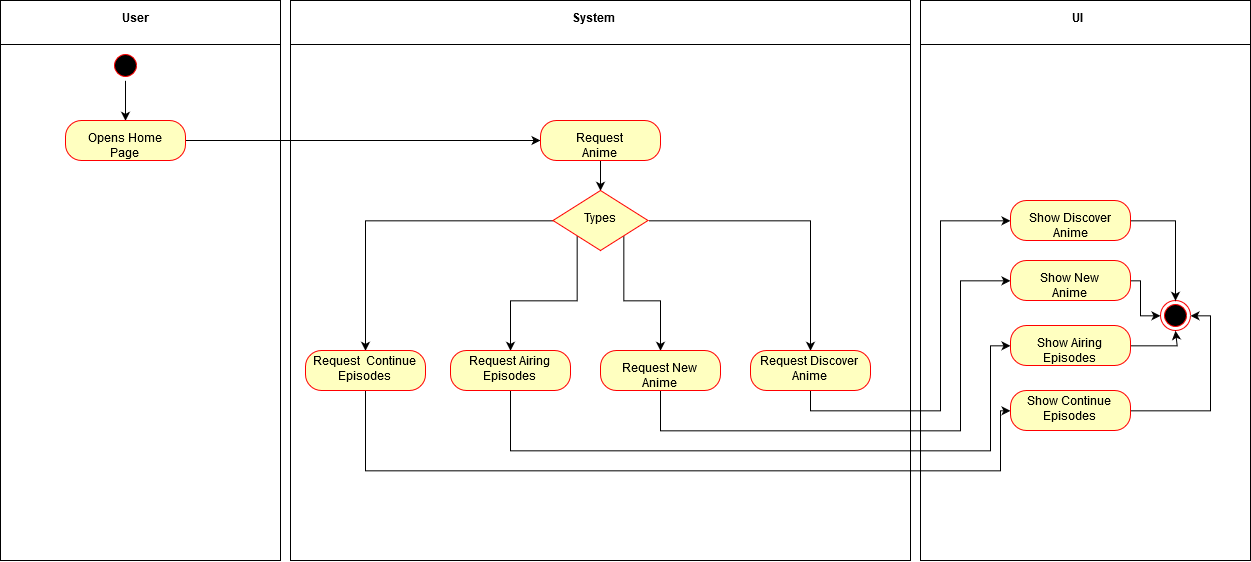 User
System
UI
Opens Home
Page
Request
Anime
Types
Request Continue
Episodes
Request Airing
Episodes
Request New
Anime
Request Discover
Anime
Show Discover
Anime
Show New
Anime
Show Airing
Episodes
Show Continue
Episodes